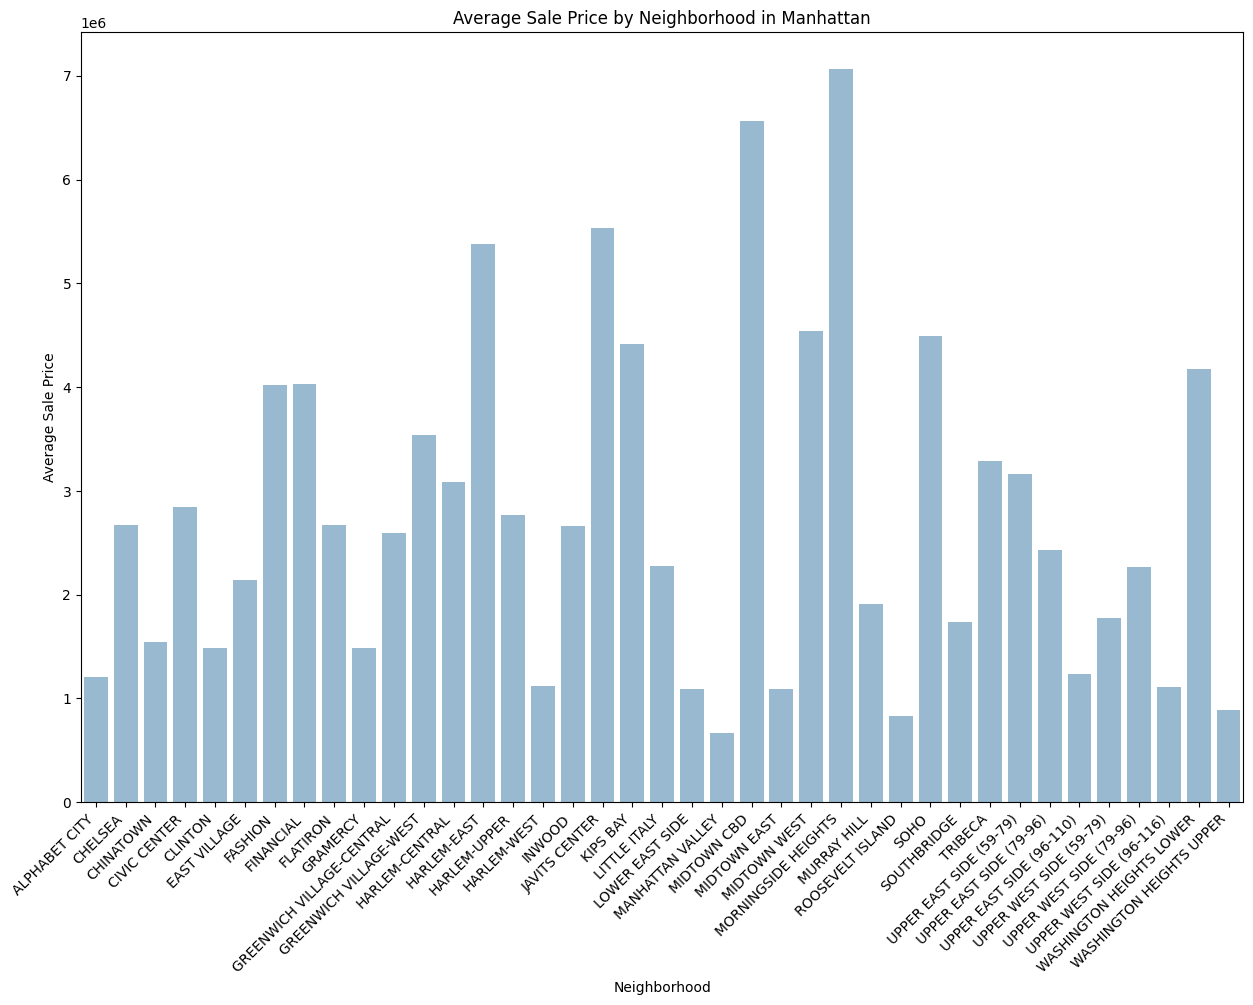 Average Sale Price by Neighborhood in Manhattan
1e6
7
6
5
4
3
2
1
0
Average Sale Price
ALPHABET CITY
CHELSEA
CHINATOWN
CIVIC CENTER
CLINTON
EAST VILLAGE
FASHION
FINANCIAL
FLATIRON
GRAMERCY
GREENWICH VILLAGE-CENTRAL
GREENWICH VILLAGE-WEST
HARLEM-CENTRAL
HARLEM-EAST
HARLEM-UPPER
HARLEM-WEST
INWOOD
JAVITS CENTER
KIPS BAY
LITTLE ITALY
LOWER EAST SIDE
MANHATTAN VALLEY
MIDTOWN CBD
MIDTOWN EAST
MIDTOWN WEST
MORNINGSIDE HEIGHTS
MURRAY HILL
ROOSEVELT ISLAND
SOHO
SOUTHBRIDGE
TRIBECA
UPPER EAST SIDE (59-79)
UPPER EAST SIDE (79-96)
UPPER EAST SIDE (96-110)
UPPER WEST SIDE (59-79)
UPPER WEST SIDE (79-96)
UPPER WEST SIDE (96-116)
WASHINGTON HEIGHTS LOWER
WASHINGTON HEIGHTS UPPER
Neighborhood